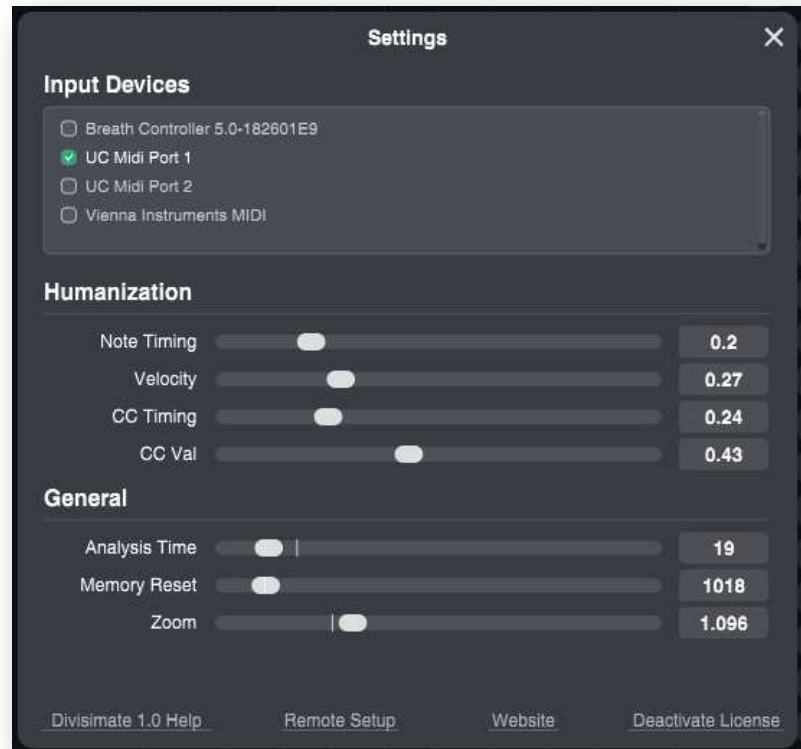 Settings
Input Devices
Breath Controller 5.0-182601E9
UC Midi Port 1
UC Midi Port 2
Vienna Instruments MIDI
Humanization
Note Timing 0.2
Velocity 0.27
CC Timing 0.24
CC Val 0.43
General
Analysis Time 19
Memory Reset 1018
Zoom 1.096
Divisimate 1.0 Help Remote Setup Website Deactivate License